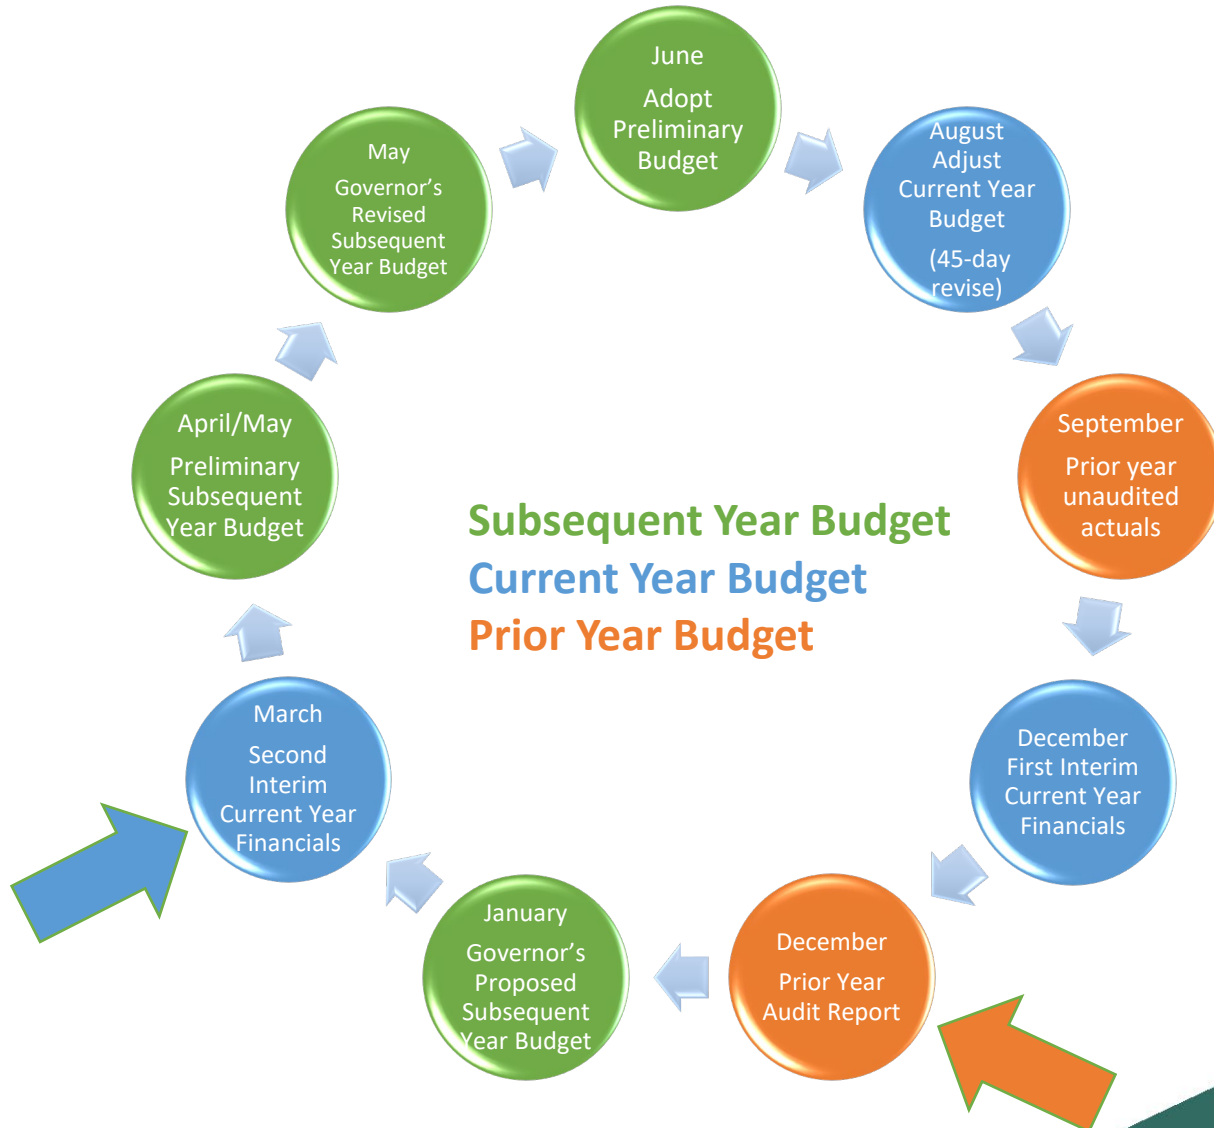 June
Adopt
Preliminary
Budget
August
Adjust
Current Year
Budget
(45-day
revise)
September
Prior year
unaudited
actuals
December
First Interim
Current Year
Financials
December
Prior Year
Audit Report
January
Governor's
Proposed
Subsequent
Year Budget
March
Second
Interim
Current Year
Financials
April/May
Preliminary
Subsequent
Year Budget
May
Governor's
Revised
Subsequent
Year Budget
Subsequent Year Budget
Current Year Budget
Prior Year Budget